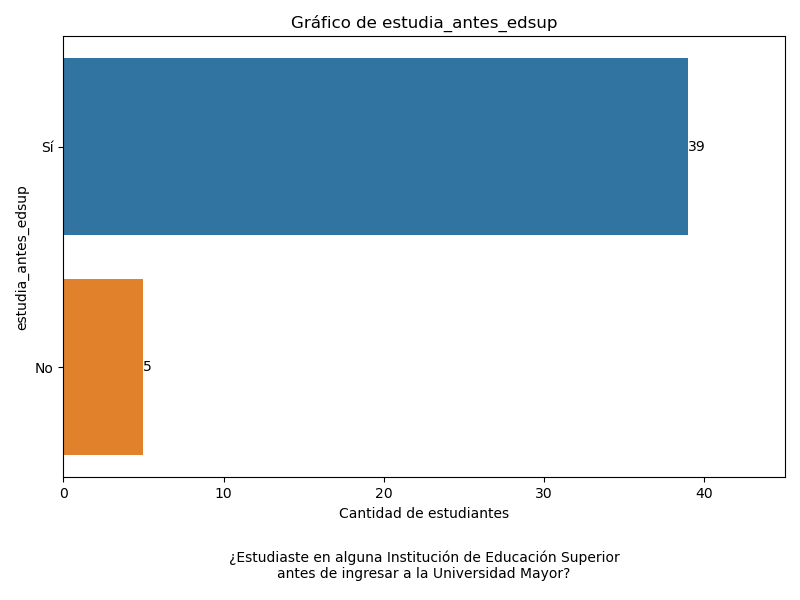 Gráfico de estudia_antes_edsup
estudia_antes_edsup
Sí
39
No
5
0 10 20 30 40
Cantidad de estudiantes
¿Estudiaste en alguna Institución de Educación Superior
antes de ingresar a la Universidad Mayor?